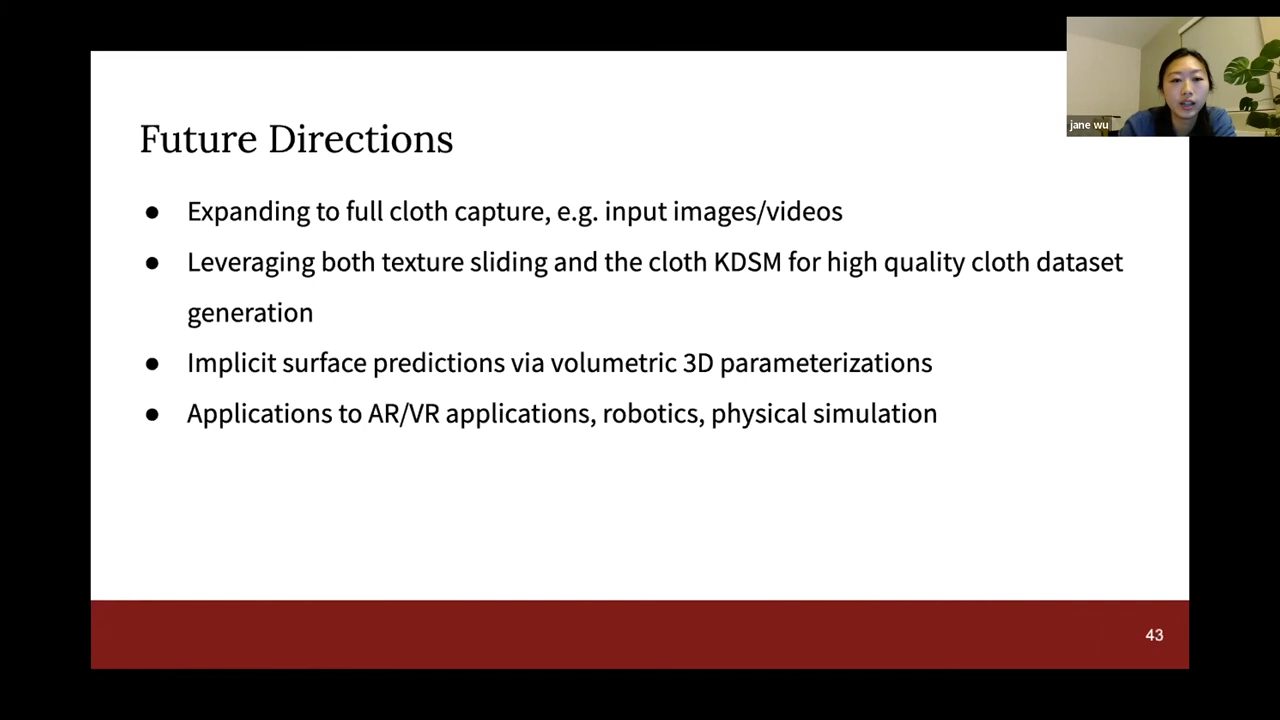 Future Directions
● Expanding to full cloth capture, e.g. input images/videos
● Leveraging both texture sliding and the cloth KDSM for high quality cloth dataset
generation
● Implicit surface predictions via volumetric 3D parameterizations
● Applications to AR/VR applications, robotics, physical simulation
43
jane wu